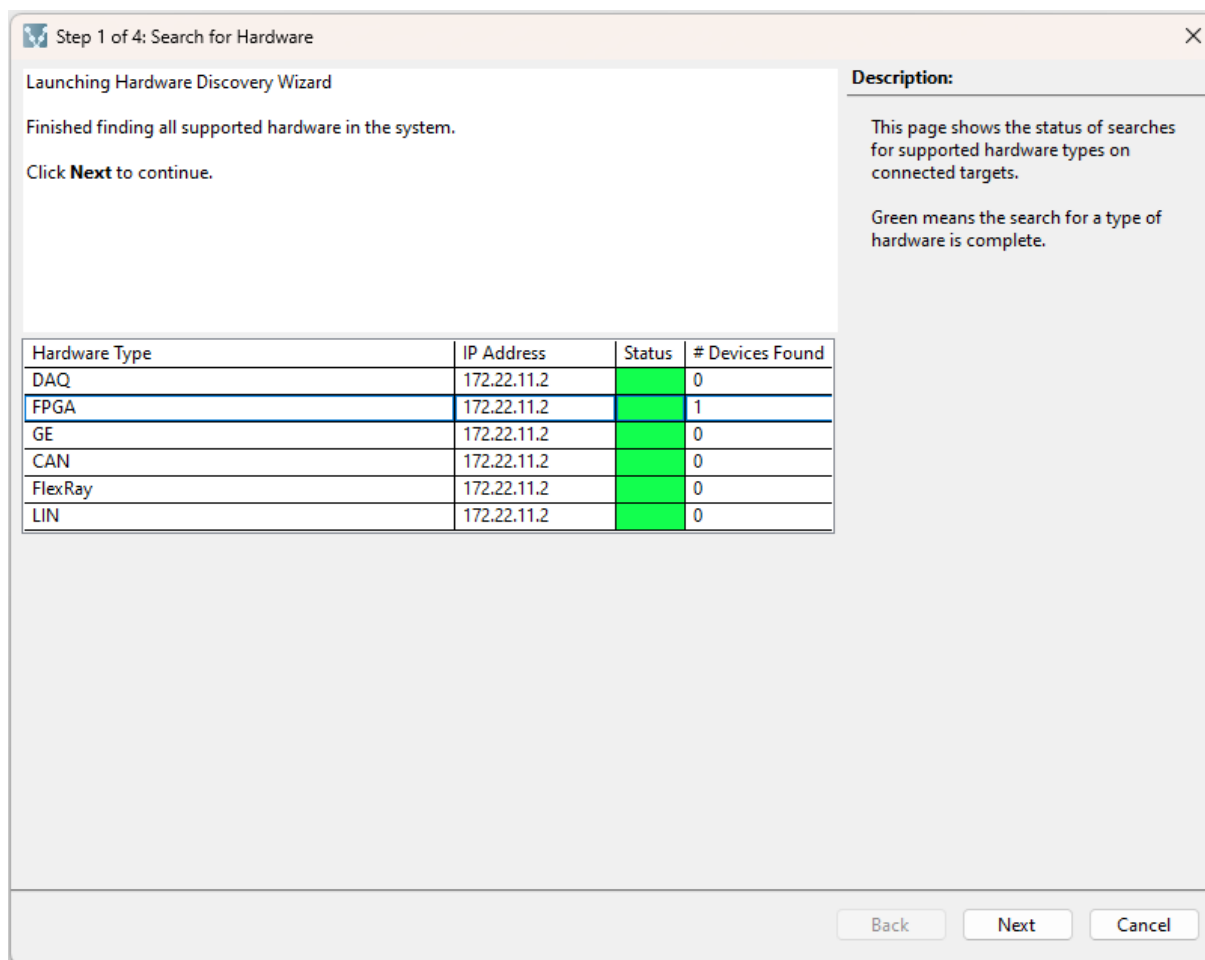 Step 1 of 4: Search for Hardware
Launching Hardware Discovery Wizard
Finished finding all supported hardware in the system.
Click Next to continue.
Description:
This page shows the status of searches
for supported hardware types on
connected targets.
Green means the search for a type of
hardware is complete.
Hardware Type IP Address Status # Devices Found
DAQ 172.22.11.2 0
FPGA 172.22.11.2 1
GE 172.22.11.2 0
CAN 172.22.11.2 0
FlexRay 172.22.11.2 0
LIN 172.22.11.2 0
Back Next Cancel